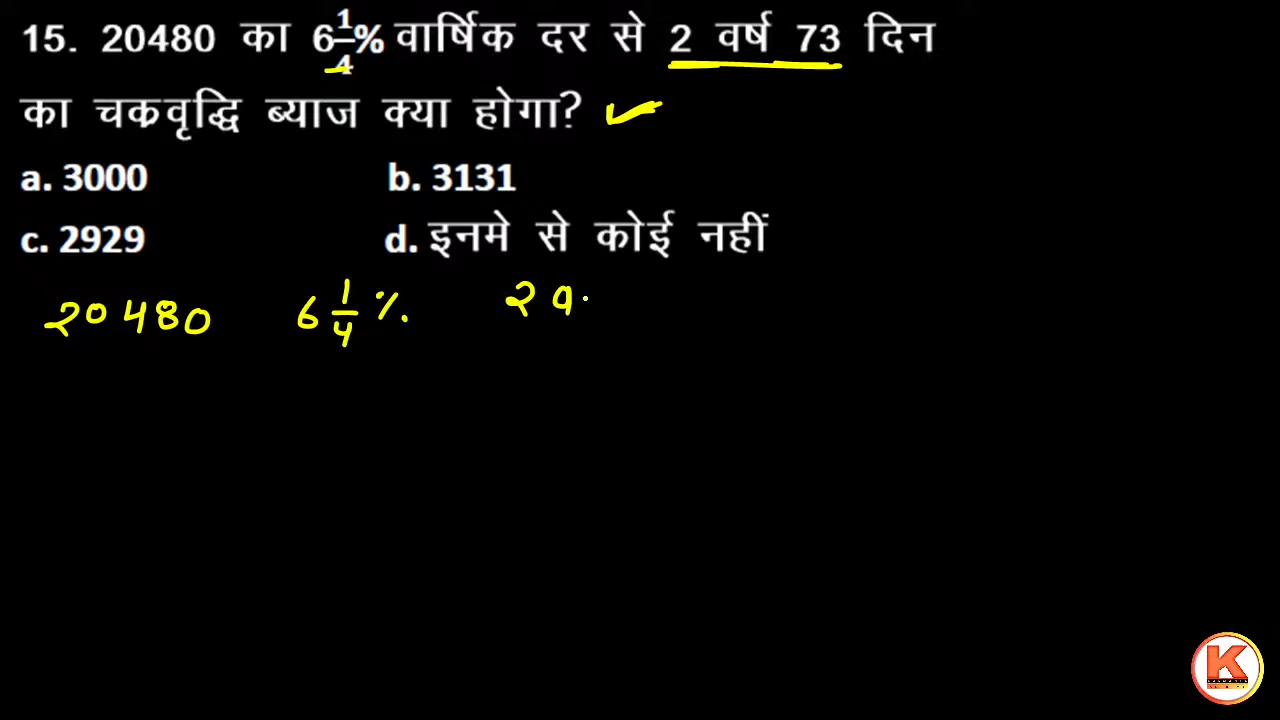 15. 20480 का 6 1/4% वार्षिक दर से 2 वर्ष 73 दिन
का चक्रवृद्धि ब्याज क्या होगा?
a. 3000 b. 3131
c. 2929 d. इनमे से कोई नहीं
20480 6 1/4 %. 2
K